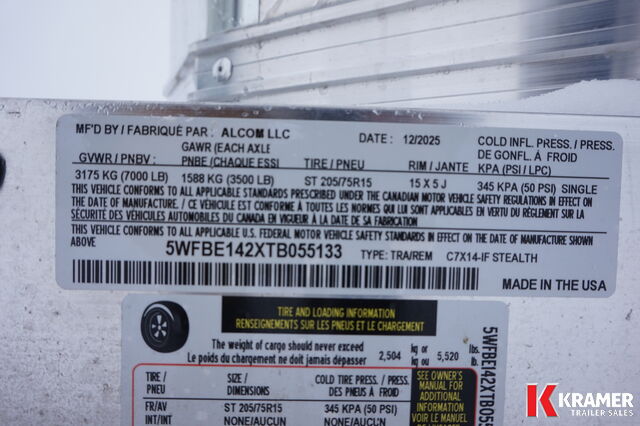 MF'D BY / FABRIQUÉ PAR : ALCOM LLC DATE : 12/2025 COLD INFL. PRESS. / PRESS.
GAWR (EACH AXLE DE GONFL. À FROID
GVWR / PNBV : PNBE (CHAQUE ESSI TIRE / PNEU RIM / JANTE KPA (PSI / LPC)
3175 KG (7000 LB) 1588 KG (3500 LB) ST 205/75R15 15 X 5 J 345 KPA (50 PSI) SINGLE
THIS VEHICLE CONFORMS TO ALL APPLICABLE STANDARDS PRESCRIBED UNDER THE CANADIAN MOTOR VEHICLE SAFETY REGULATIONS IN EFFECT ON
THE DATE OF MANUFACTURE. / CE VÉHICULE EST CONFORME À TOUTES LES NORMES QUI LUI SONT APPLICABLES EN VERTU DU RÈGLEMENT SUR LA
SÉCURITÉ DES VÉHICULES AUTOMOBILES DU CANADA EN VIGUEUR À LA DATE DE SA FABRICATION
THIS VEHICLE CONFORMS TO ALL APPLICABLE U.S. FEDERAL MOTOR VEHICLE SAFETY STANDARDS IN EFFECT ON THE DATE OF MANUFACTURE SHOWN
ABOVE 5WFBE142XTB055133 TYPE: TRA/REM C7X14-IF STEALTH
MADE IN THE USA
TIRE AND LOADING INFORMATION
RENSEIGNEMENTS SUR LES PNEUS ET LE CHARGEMENT
The weight of cargo should never exceed kg or lbs.
Le poids du chargement ne doit jamais dépasser 2,504 kg ou 5,520 lb.
TIRE / SIZE / COLD TIRE PRESS. /
PNEU DIMENSIONS PRESS. DES PNEUS À FROID
FR/AV ST 205/75R15 345 KPA (50 PSI)
INT/INT NONE/AUCUN NONE/AUCUN
SEE OWNER'S
MANUAL FOR
ADDITIONAL
INFORMATION
5WFBE142XTB055
KRAMER
TRAILER SALES